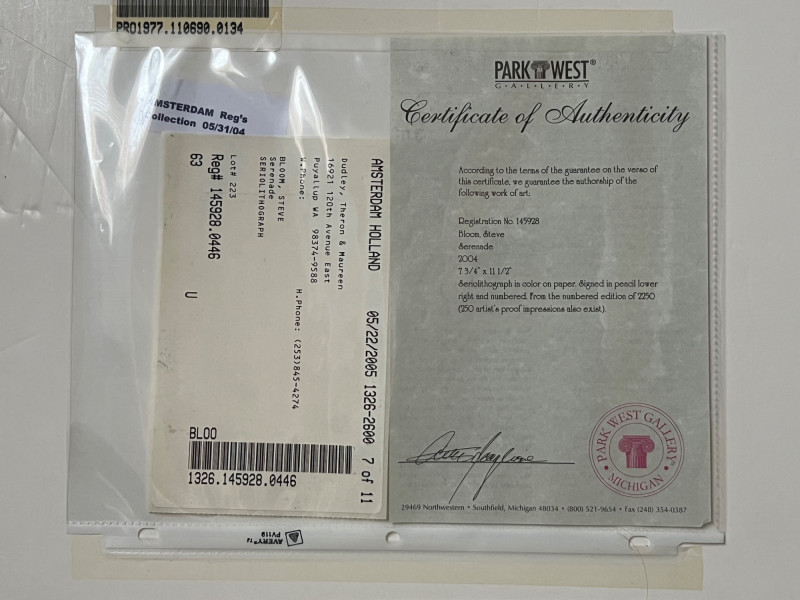 PRO1977.110690.0134
AMSTERDAM Reg's
Collection 05/31/04
AMSTERDAM HOLLAND 05/22/2005 1326-2600 7 of 11
Dudley, Theron & Maureen
16921 120th Avenue East
Puyallup WA 98374-9588
W.Phone: H.Phone: (253)845-4274
BLOOM, STEVE
Serenade
SERIOLITHOGRAPH
Lot# 223
Reg# 145928.0446
63 U
BLOO
1326.145928.0446
PARK WEST®
G·A·L·L·E·R·Y
Certificate of Authenticity
According to the terms of the guarantee on the verso of
this certificate, we guarantee the authorship of the
following work of art:
Registration No. 145928
Bloom, Steve
Serenade
2004
7 3/4" x 11 1/2"
Seriolithograph in color on paper. Signed in pencil lower
right and numbered. From the numbered edition of 2250
(250 artist's proof impressions also exist).
PARK WEST GALLERY®
MICHIGAN
29469 Northwestern • Southfield, Michigan 48034 • (800) 521-9654 • Fax (248) 354-0387
AVERY®
PV119